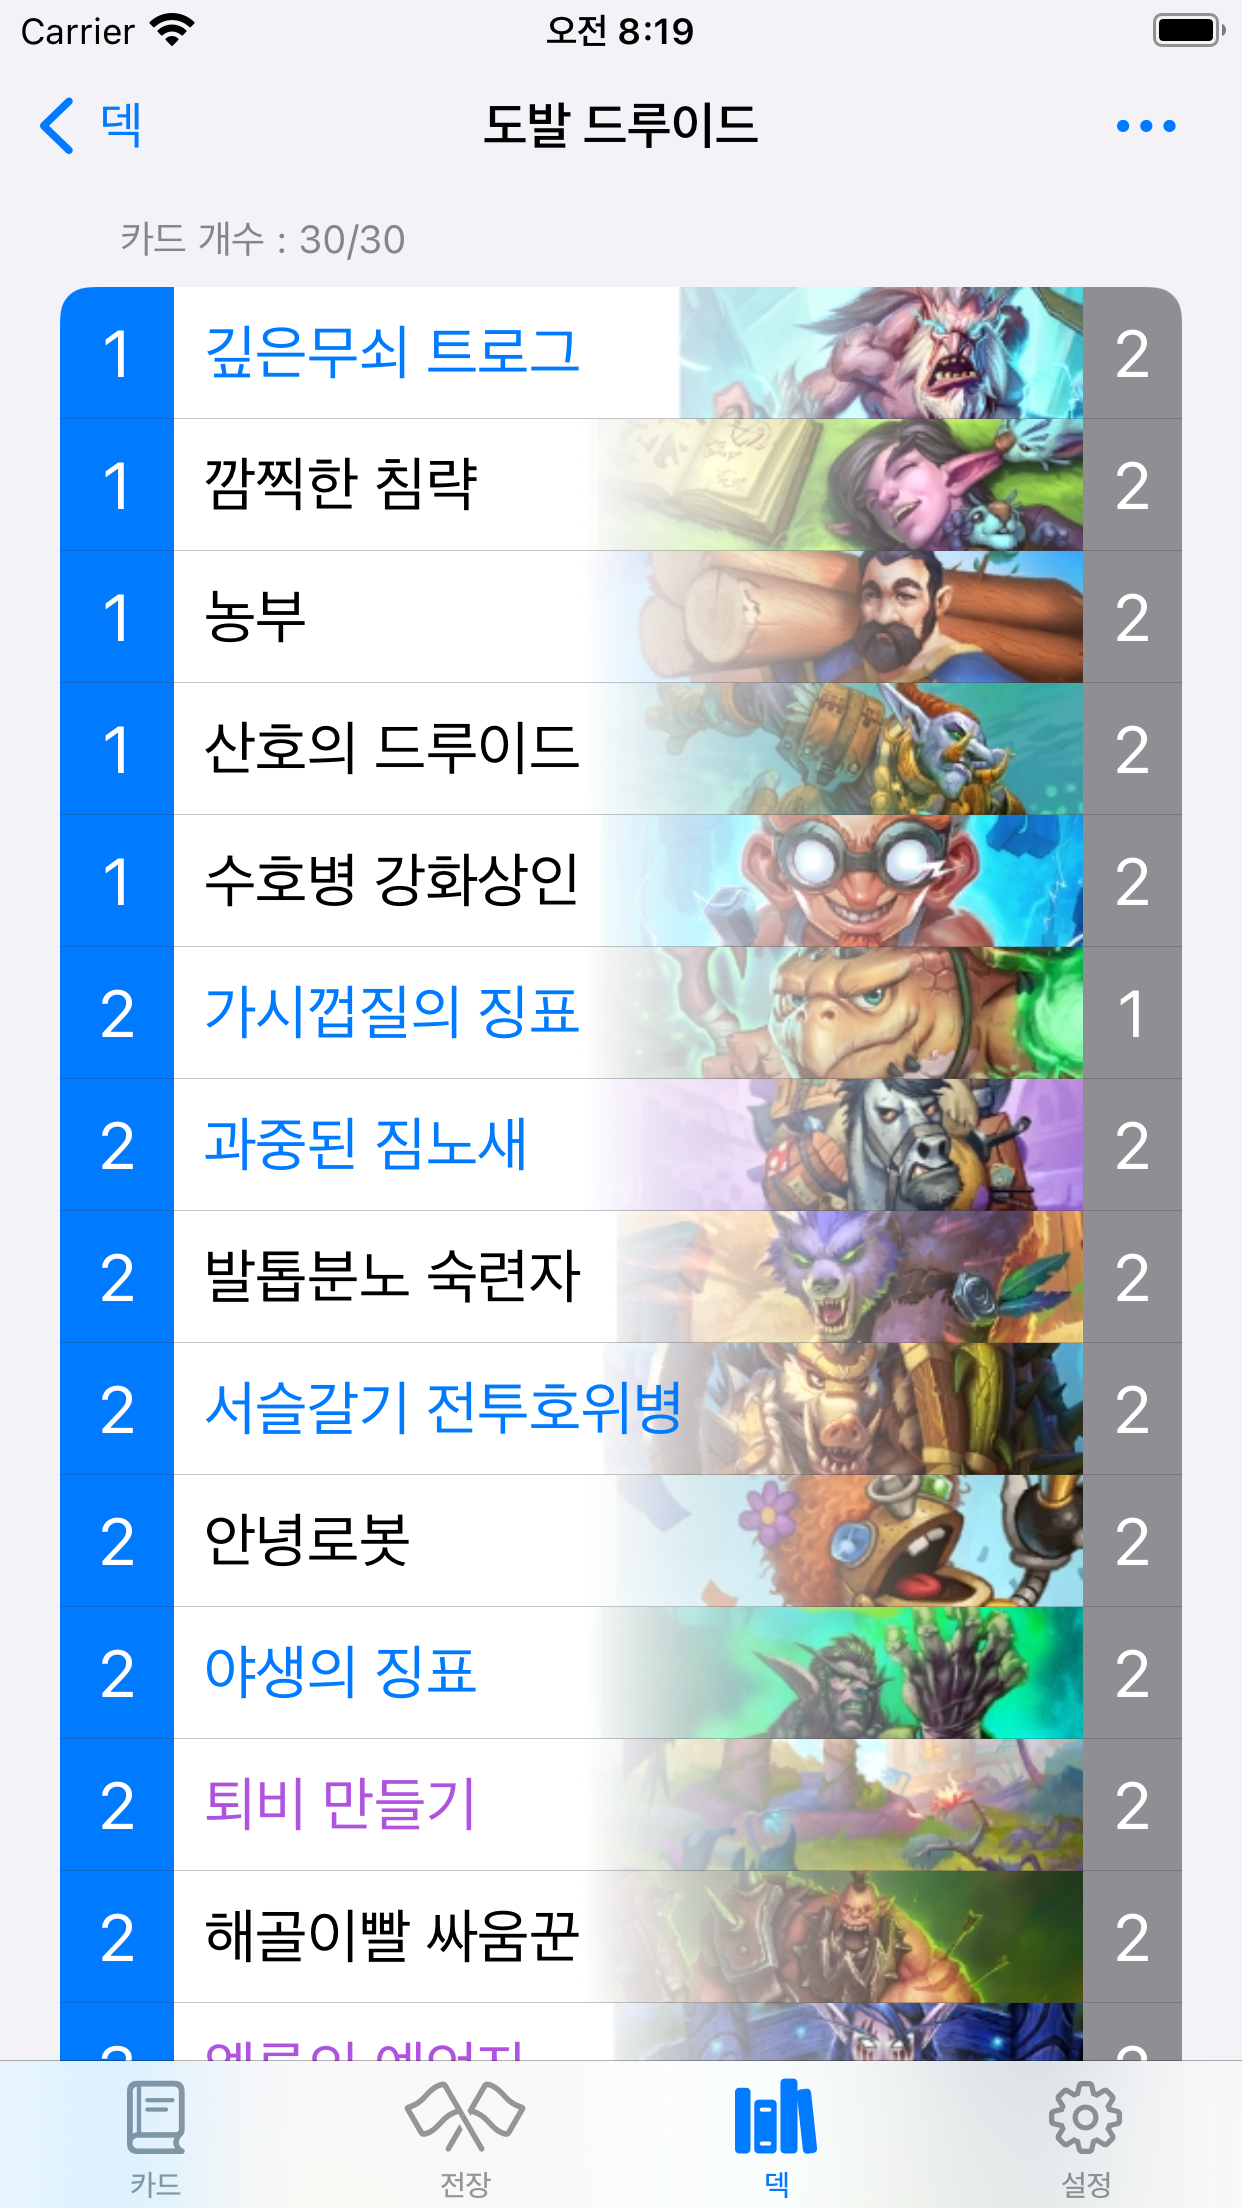 Carrier 오전 8:19
덱 도발 드루이드
카드 개수 : 30/30
1 깊은무쇠 트로그 2
1 깜찍한 침략 2
1 농부 2
1 산호의 드루이드 2
1 수호병 강화상인 2
2 가시껍질의 징표 1
2 과중된 짐노새 2
2 발톱분노 숙련자 2
2 서슬갈기 전투호위병 2
2 안녕로봇 2
2 야생의 징표 2
2 퇴비 만들기 2
2 해골이빨 싸움꾼 2
카드 전장 덱 설정